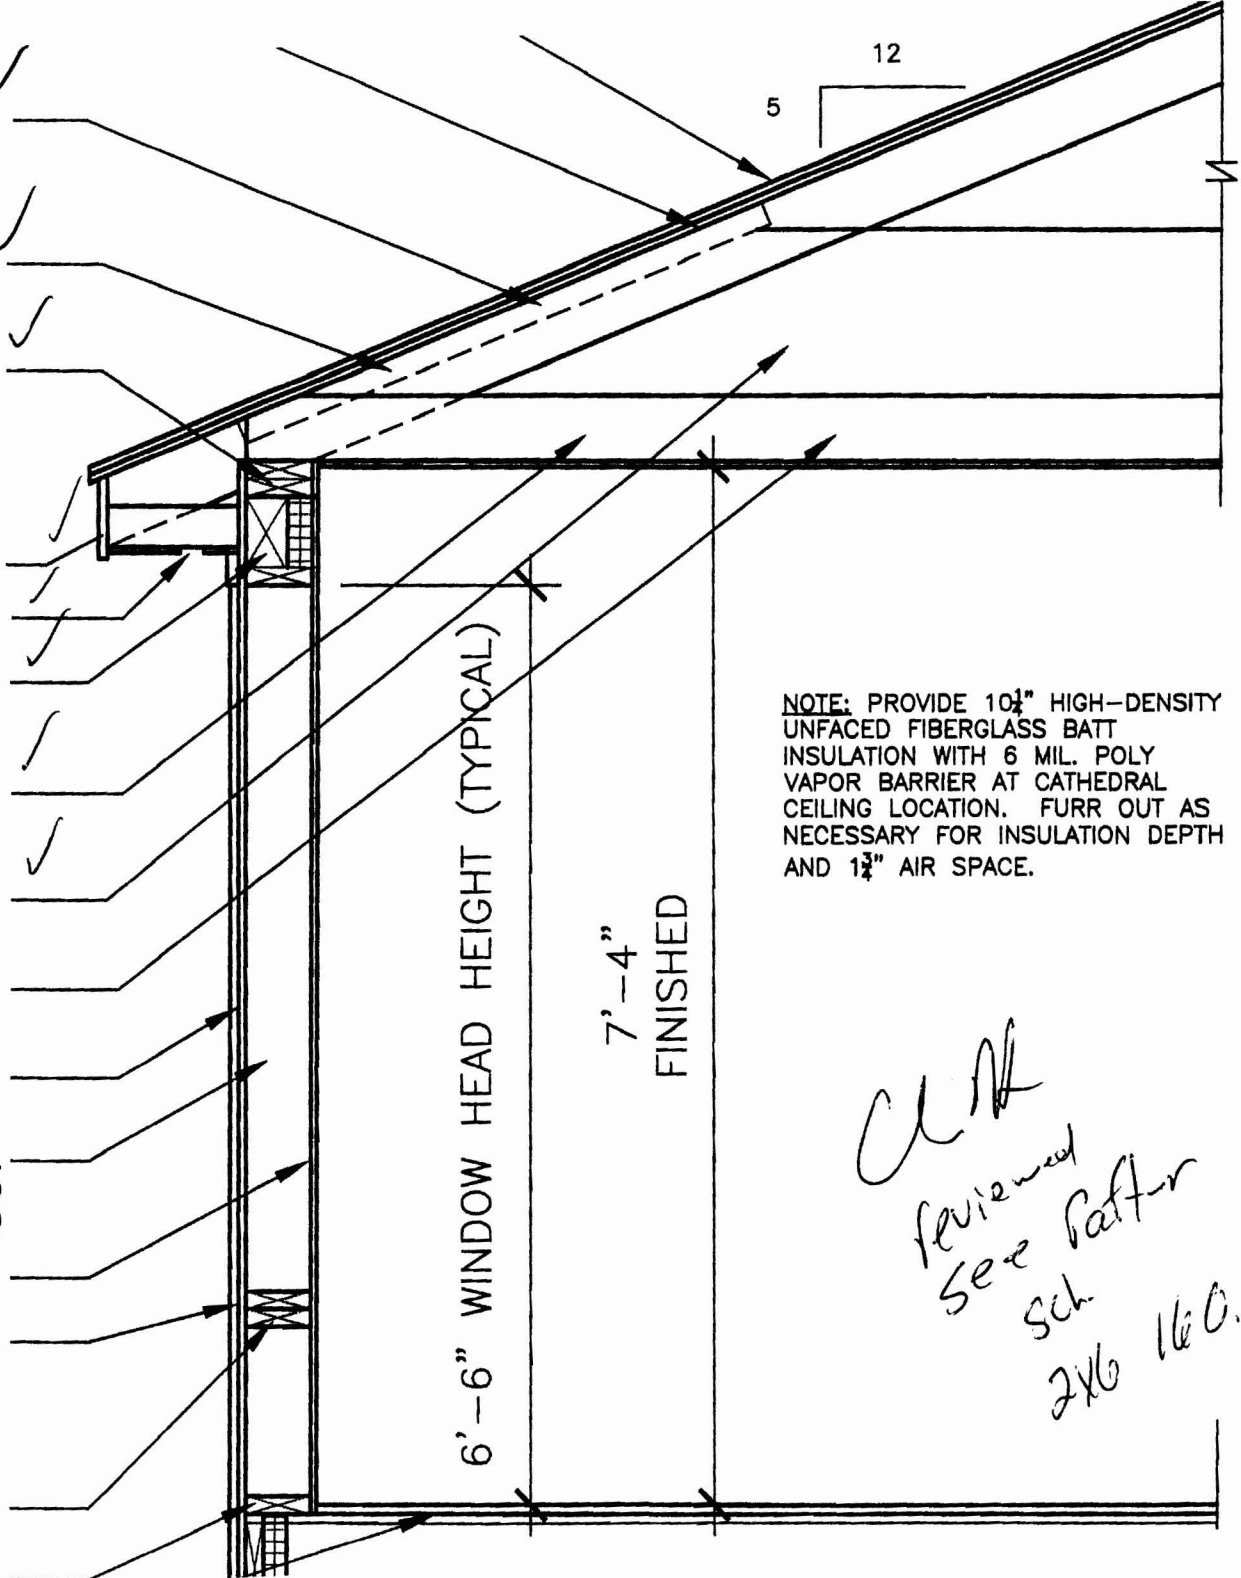 12
5
NOTE: PROVIDE 10¼" HIGH-DENSITY
UNFACED FIBERGLASS BATT
INSULATION WITH 6 MIL. POLY
VAPOR BARRIER AT CATHEDRAL
CEILING LOCATION. FURR OUT AS
NECESSARY FOR INSULATION DEPTH
AND 1¾" AIR SPACE.
6'-6" WINDOW HEAD HEIGHT (TYPICAL)
7'-4"
FINISHED
reviewed
see rafter
sch.
2x6